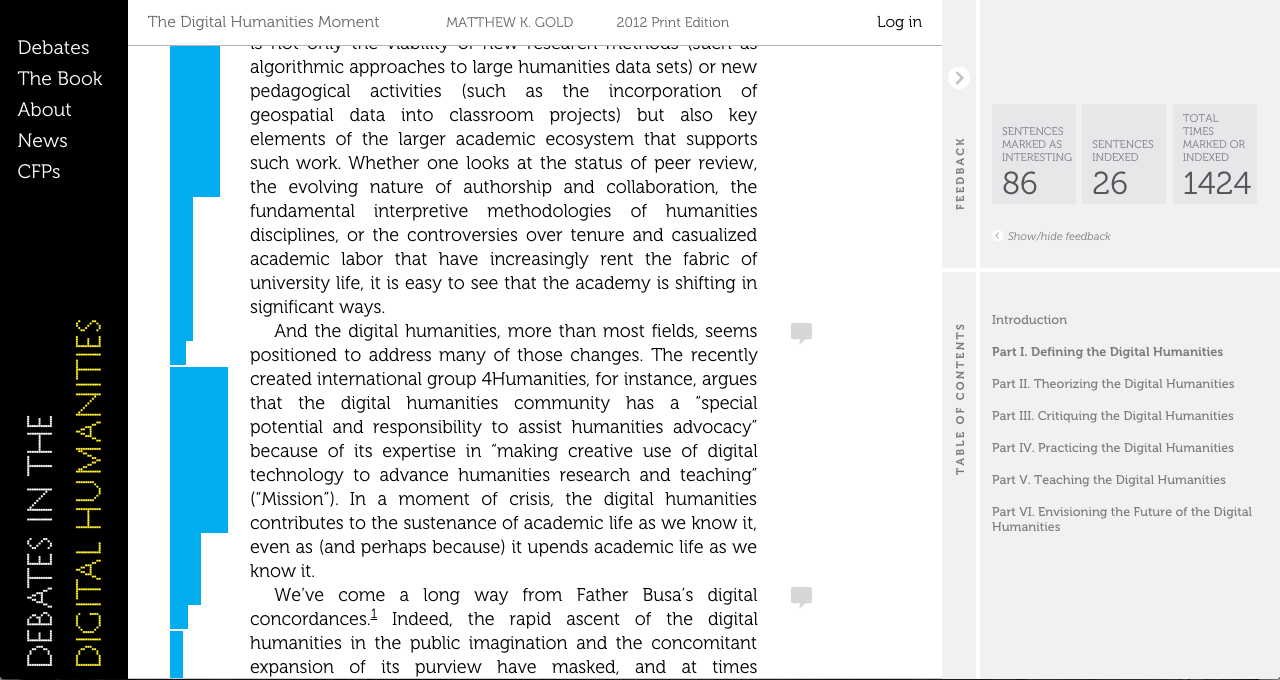 Debates
The Book
About
News
CFPs
DEBATES IN THE
DIGITAL HUMANITIES
The Digital Humanities Moment MATTHEW K. GOLD 2012 Print Edition Log in
is not only the viability of new research methods (such as
algorithmic approaches to large humanities data sets) or new
pedagogical activities (such as the incorporation of
geospatial data into classroom projects) but also key
elements of the larger academic ecosystem that supports
such work. Whether one looks at the status of peer review,
the evolving nature of authorship and collaboration, the
fundamental interpretive methodologies of humanities
disciplines, or the controversies over tenure and casualized
academic labor that have increasingly rent the fabric of
university life, it is easy to see that the academy is shifting in
significant ways.
And the digital humanities, more than most fields, seems
positioned to address many of those changes. The recently
created international group 4Humanities, for instance, argues
that the digital humanities community has a “special
potential and responsibility to assist humanities advocacy”
because of its expertise in “making creative use of digital
technology to advance humanities research and teaching”
(“Mission”). In a moment of crisis, the digital humanities
contributes to the sustenance of academic life as we know it,
even as (and perhaps because) it upends academic life as we
know it.
We’ve come a long way from Father Busa’s digital
concordances.1 Indeed, the rapid ascent of the digital
humanities in the public imagination and the concomitant
expansion of its purview have masked, and at times
FEEDBACK
SENTENCES
MARKED AS
INTERESTING
86
SENTENCES
INDEXED
26
TOTAL
TIMES
MARKED OR
INDEXED
1424
Show/hide feedback
TABLE OF CONTENTS
Introduction
Part I. Defining the Digital Humanities
Part II. Theorizing the Digital Humanities
Part III. Critiquing the Digital Humanities
Part IV. Practicing the Digital Humanities
Part V. Teaching the Digital Humanities
Part VI. Envisioning the Future of the Digital
Humanities